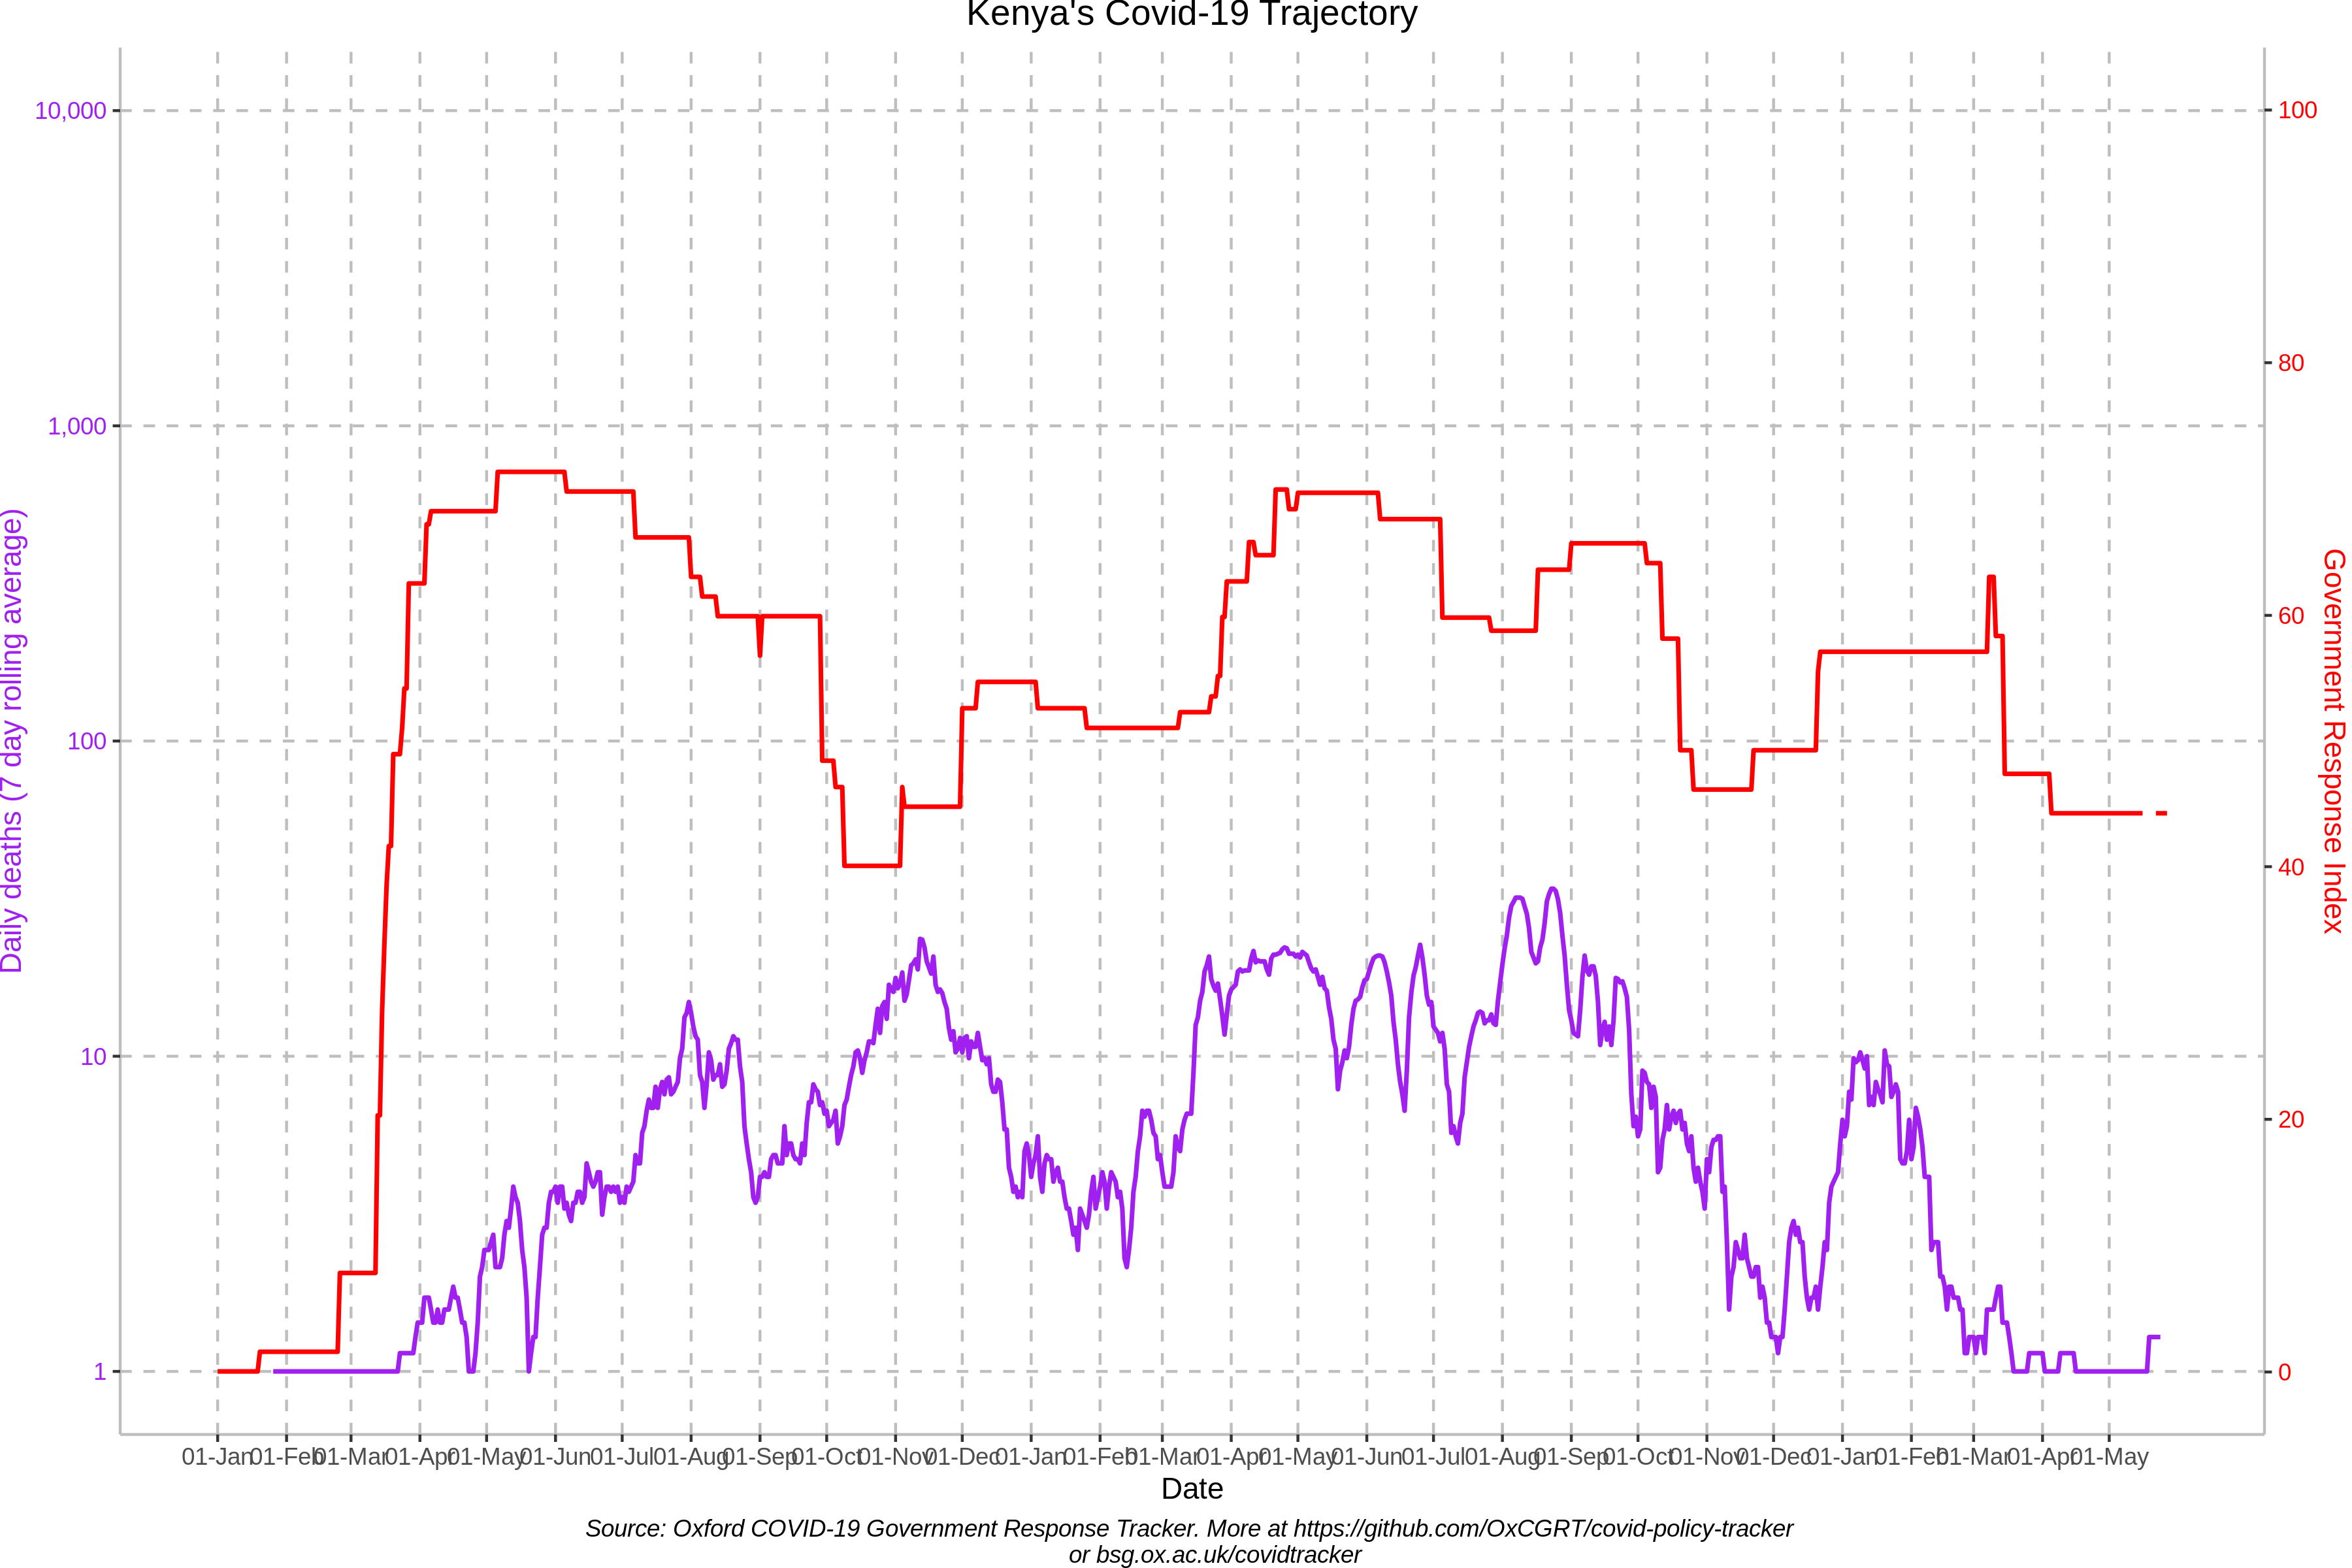 Kenya's Covid-19 Trajectory
10,000
1,000
100
10
1
Daily deaths (7 day rolling average)
100
80
60
40
20
0
Government Response Index
01-Jan 01-Feb 01-Mar 01-Apr 01-May 01-Jun 01-Jul 01-Aug 01-Sep 01-Oct 01-Nov 01-Dec 01-Jan 01-Feb 01-Mar 01-Apr 01-May 01-Jun 01-Jul 01-Aug 01-Sep 01-Oct 01-Nov 01-Dec 01-Jan 01-Feb 01-Mar 01-Apr 01-May
Date
Source: Oxford COVID-19 Government Response Tracker. More at https://github.com/OxCGRT/covid-policy-tracker
or bsg.ox.ac.uk/covidtracker